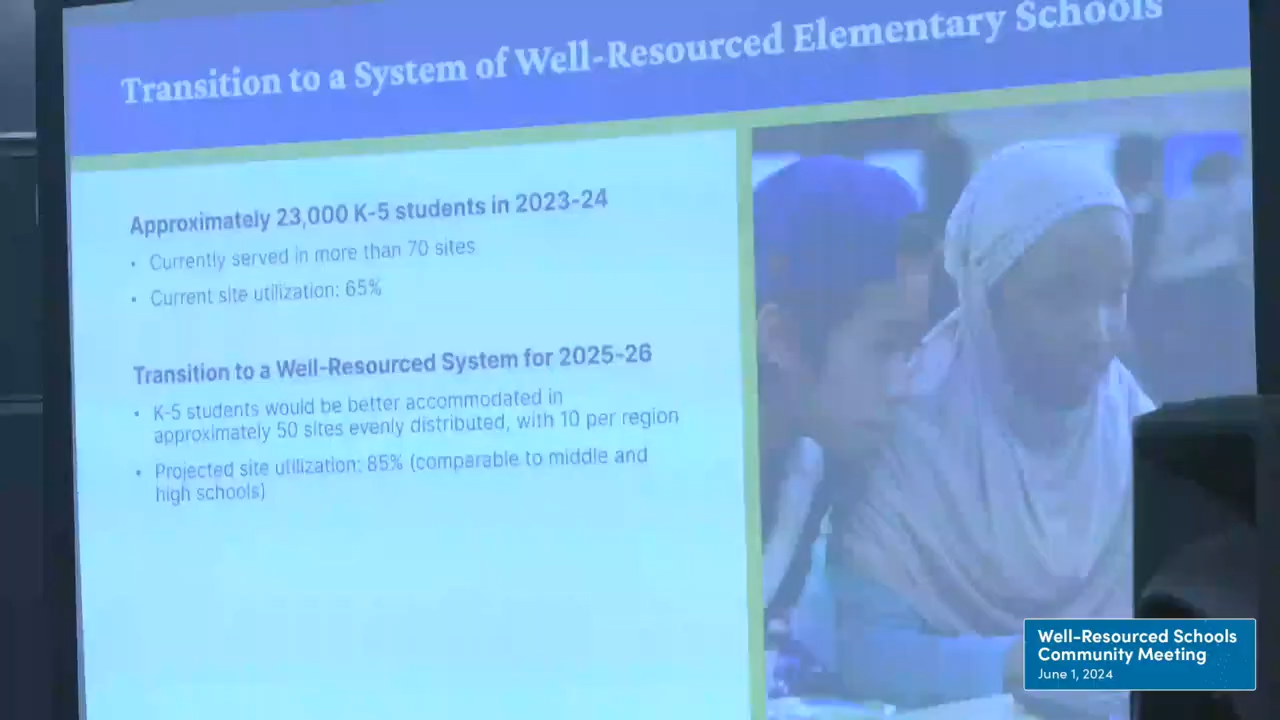 Transition to a System of Well-Resourced Elementary Schools
Approximately 23,000 K-5 students in 2023-24
• Currently served in more than 70 sites
• Current site utilization: 65%
Transition to a Well-Resourced System for 2025-26
• K-5 students would be better accommodated in
approximately 50 sites evenly distributed, with 10 per region
• Projected site utilization: 85% (comparable to middle and
high schools)
Well-Resourced Schools
Community Meeting
June 1, 2024